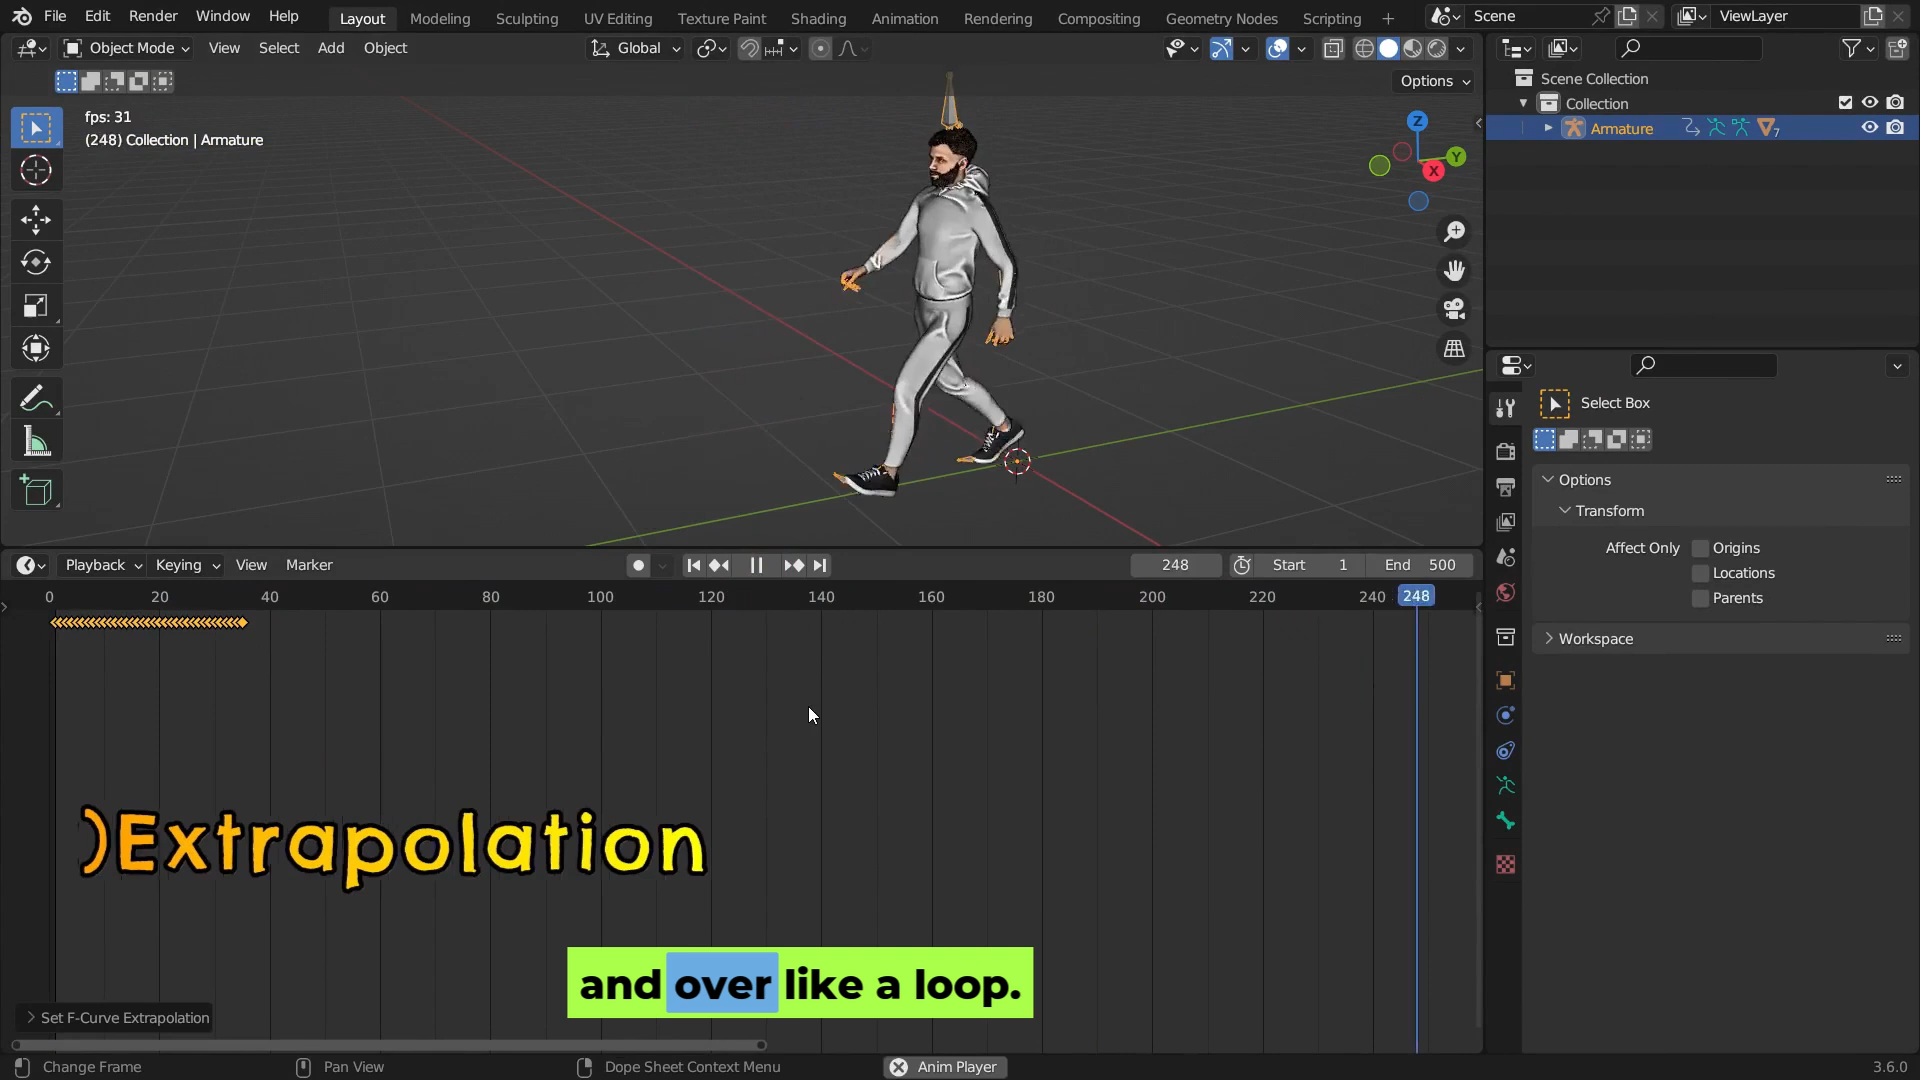 File Edit Render Window Help Layout Modeling Sculpting UV Editing Texture Paint Shading Animation Rendering Compositing Geometry Nodes Scripting + Scene ViewLayer
Object Mode View Select Add Object Global
Options
fps: 31
(248) Collection | Armature
Z
Y
X
Scene Collection
Collection
Armature 7
Select Box
Options
Transform
Affect Only Origins
Locations
Parents
Workspace
Playback Keying View Marker 248 Start 1 End 500
0 20 40 60 80 100 120 140 160 180 200 220 240 248
)Extrapolation
and over like a loop.
Set F-Curve Extrapolation
Change Frame Pan View Dope Sheet Context Menu Anim Player 3.6.0